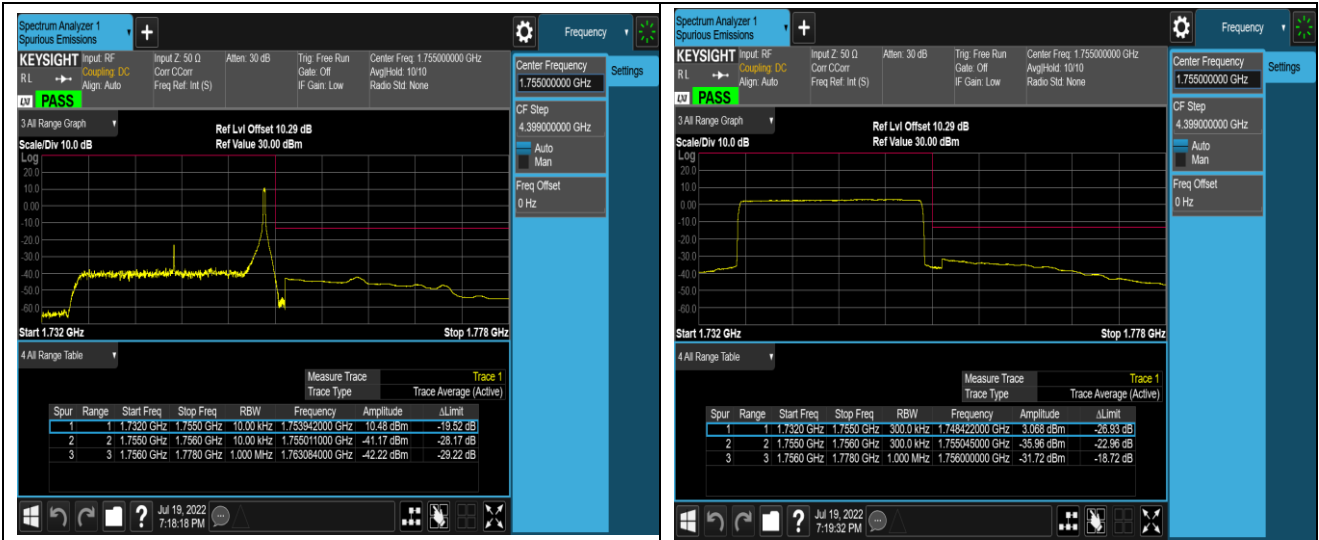 Spectrum Analyzer 1
Spurious Emissions
+
Frequency
KEYSIGHT
RL
Input: RF
Coupling: DC
Align: Auto
Input Z: 50 Ω
Corr CCorr
Freq Ref: Int (S)
Atten: 30 dB
Trig: Free Run
Gate: Off
IF Gain: Low
Center Freq: 1.755000000 GHz
Avg|Hold: 10/10
Radio Std: None
LXI PASS
Center Frequency
1.755000000 GHz
Settings
CF Step
4.399000000 GHz
Auto
Man
Freq Offset
0 Hz
3 All Range Graph
Ref Lvl Offset 10.29 dB
Scale/Div 10.0 dB Ref Value 30.00 dBm
Log
20.0
10.0
0.00
-10.0
-20.0
-30.0
-40.0
-50.0
-60.0
Start 1.732 GHz Stop 1.778 GHz
4 All Range Table
Measure Trace Trace 1
Trace Type Trace Average (Active)
Spur Range Start Freq Stop Freq RBW Frequency Amplitude ΔLimit
1 1 1.7320 GHz 1.7550 GHz 10.00 kHz 1.753942000 GHz 10.48 dBm -19.52 dB
2 2 1.7550 GHz 1.7560 GHz 10.00 kHz 1.755011000 GHz -41.17 dBm -28.17 dB
3 3 1.7560 GHz 1.7780 GHz 1.000 MHz 1.763084000 GHz -42.22 dBm -29.22 dB
?
Jul 19, 2022
7:18:18 PM
Spectrum Analyzer 1
Spurious Emissions
+
Frequency
KEYSIGHT
RL
Input: RF
Coupling: DC
Align: Auto
Input Z: 50 Ω
Corr CCorr
Freq Ref: Int (S)
Atten: 30 dB
Trig: Free Run
Gate: Off
IF Gain: Low
Center Freq: 1.755000000 GHz
Avg|Hold: 10/10
Radio Std: None
LXI PASS
Center Frequency
1.755000000 GHz
Settings
CF Step
4.399000000 GHz
Auto
Man
Freq Offset
0 Hz
3 All Range Graph
Ref Lvl Offset 10.29 dB
Scale/Div 10.0 dB Ref Value 30.00 dBm
Log
20.0
10.0
0.00
-10.0
-20.0
-30.0
-40.0
-50.0
-60.0
Start 1.732 GHz Stop 1.778 GHz
4 All Range Table
Measure Trace Trace 1
Trace Type Trace Average (Active)
Spur Range Start Freq Stop Freq RBW Frequency Amplitude ΔLimit
1 1 1.7320 GHz 1.7550 GHz 300.0 kHz 1.748422000 GHz 3.068 dBm -26.93 dB
2 2 1.7550 GHz 1.7560 GHz 300.0 kHz 1.755045000 GHz -35.96 dBm -22.96 dB
3 3 1.7560 GHz 1.7780 GHz 1.000 MHz 1.756000000 GHz -31.72 dBm -18.72 dB
?
Jul 19, 2022
7:19:32 PM